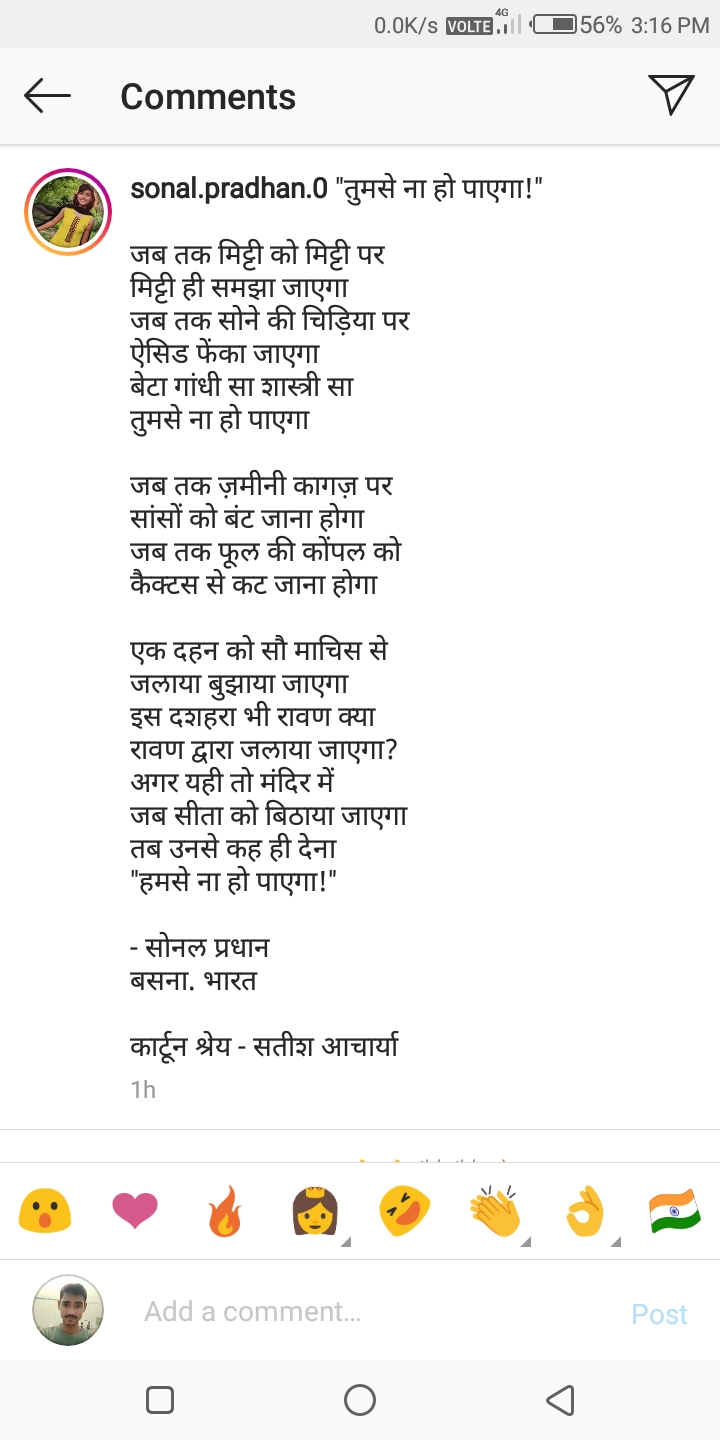 0.0K/s VOLTE 4G 56% 3:16 PM
Comments
sonal.pradhan.0 "तुमसे ना हो पाएगा!"
जब तक मिट्टी को मिट्टी पर
मिट्टी ही समझा जाएगा
जब तक सोने की चिड़िया पर
ऐसिड फेंका जाएगा
बेटा गांधी सा शास्त्री सा
तुमसे ना हो पाएगा
जब तक ज़मीनी कागज़ पर
सांसों को बंट जाना होगा
जब तक फूल की कोंपल को
कैक्टस से कट जाना होगा
एक दहन को सौ माचिस से
जलाया बुझाया जाएगा
इस दशहरा भी रावण क्या
रावण द्वारा जलाया जाएगा?
अगर यही तो मंदिर में
जब सीता को बिठाया जाएगा
तब उनसे कह ही देना
"हमसे ना हो पाएगा!"
- सोनल प्रधान
बसना. भारत
कार्टून श्रेय - सतीश आचार्या
1h
Add a comment...
Post